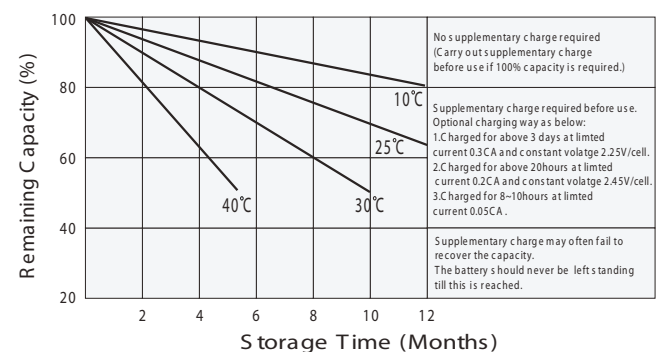 Remaining Capacity (%)
100
80
60
40
20
10℃
25℃
30℃
40℃
2 4 6 8 10 12
Storage Time (Months)
No supplementary charge required
(Carry out supplementary charge
before use if 100% capacity is required.)
Supplementary charge required before use.
Optional charging way as below:
1.Charged for above 3 days at limted
current 0.3CA and constant volatge 2.25V/cell.
2.Charged for above 20hours at limted
current 0.2CA and constant volatge 2.45V/cell.
3.Charged for 8~10hours at limted
current 0.05CA .
Supplementary charge may often fail to
recover the capacity.
The battery should never be left standing
till this is reached.